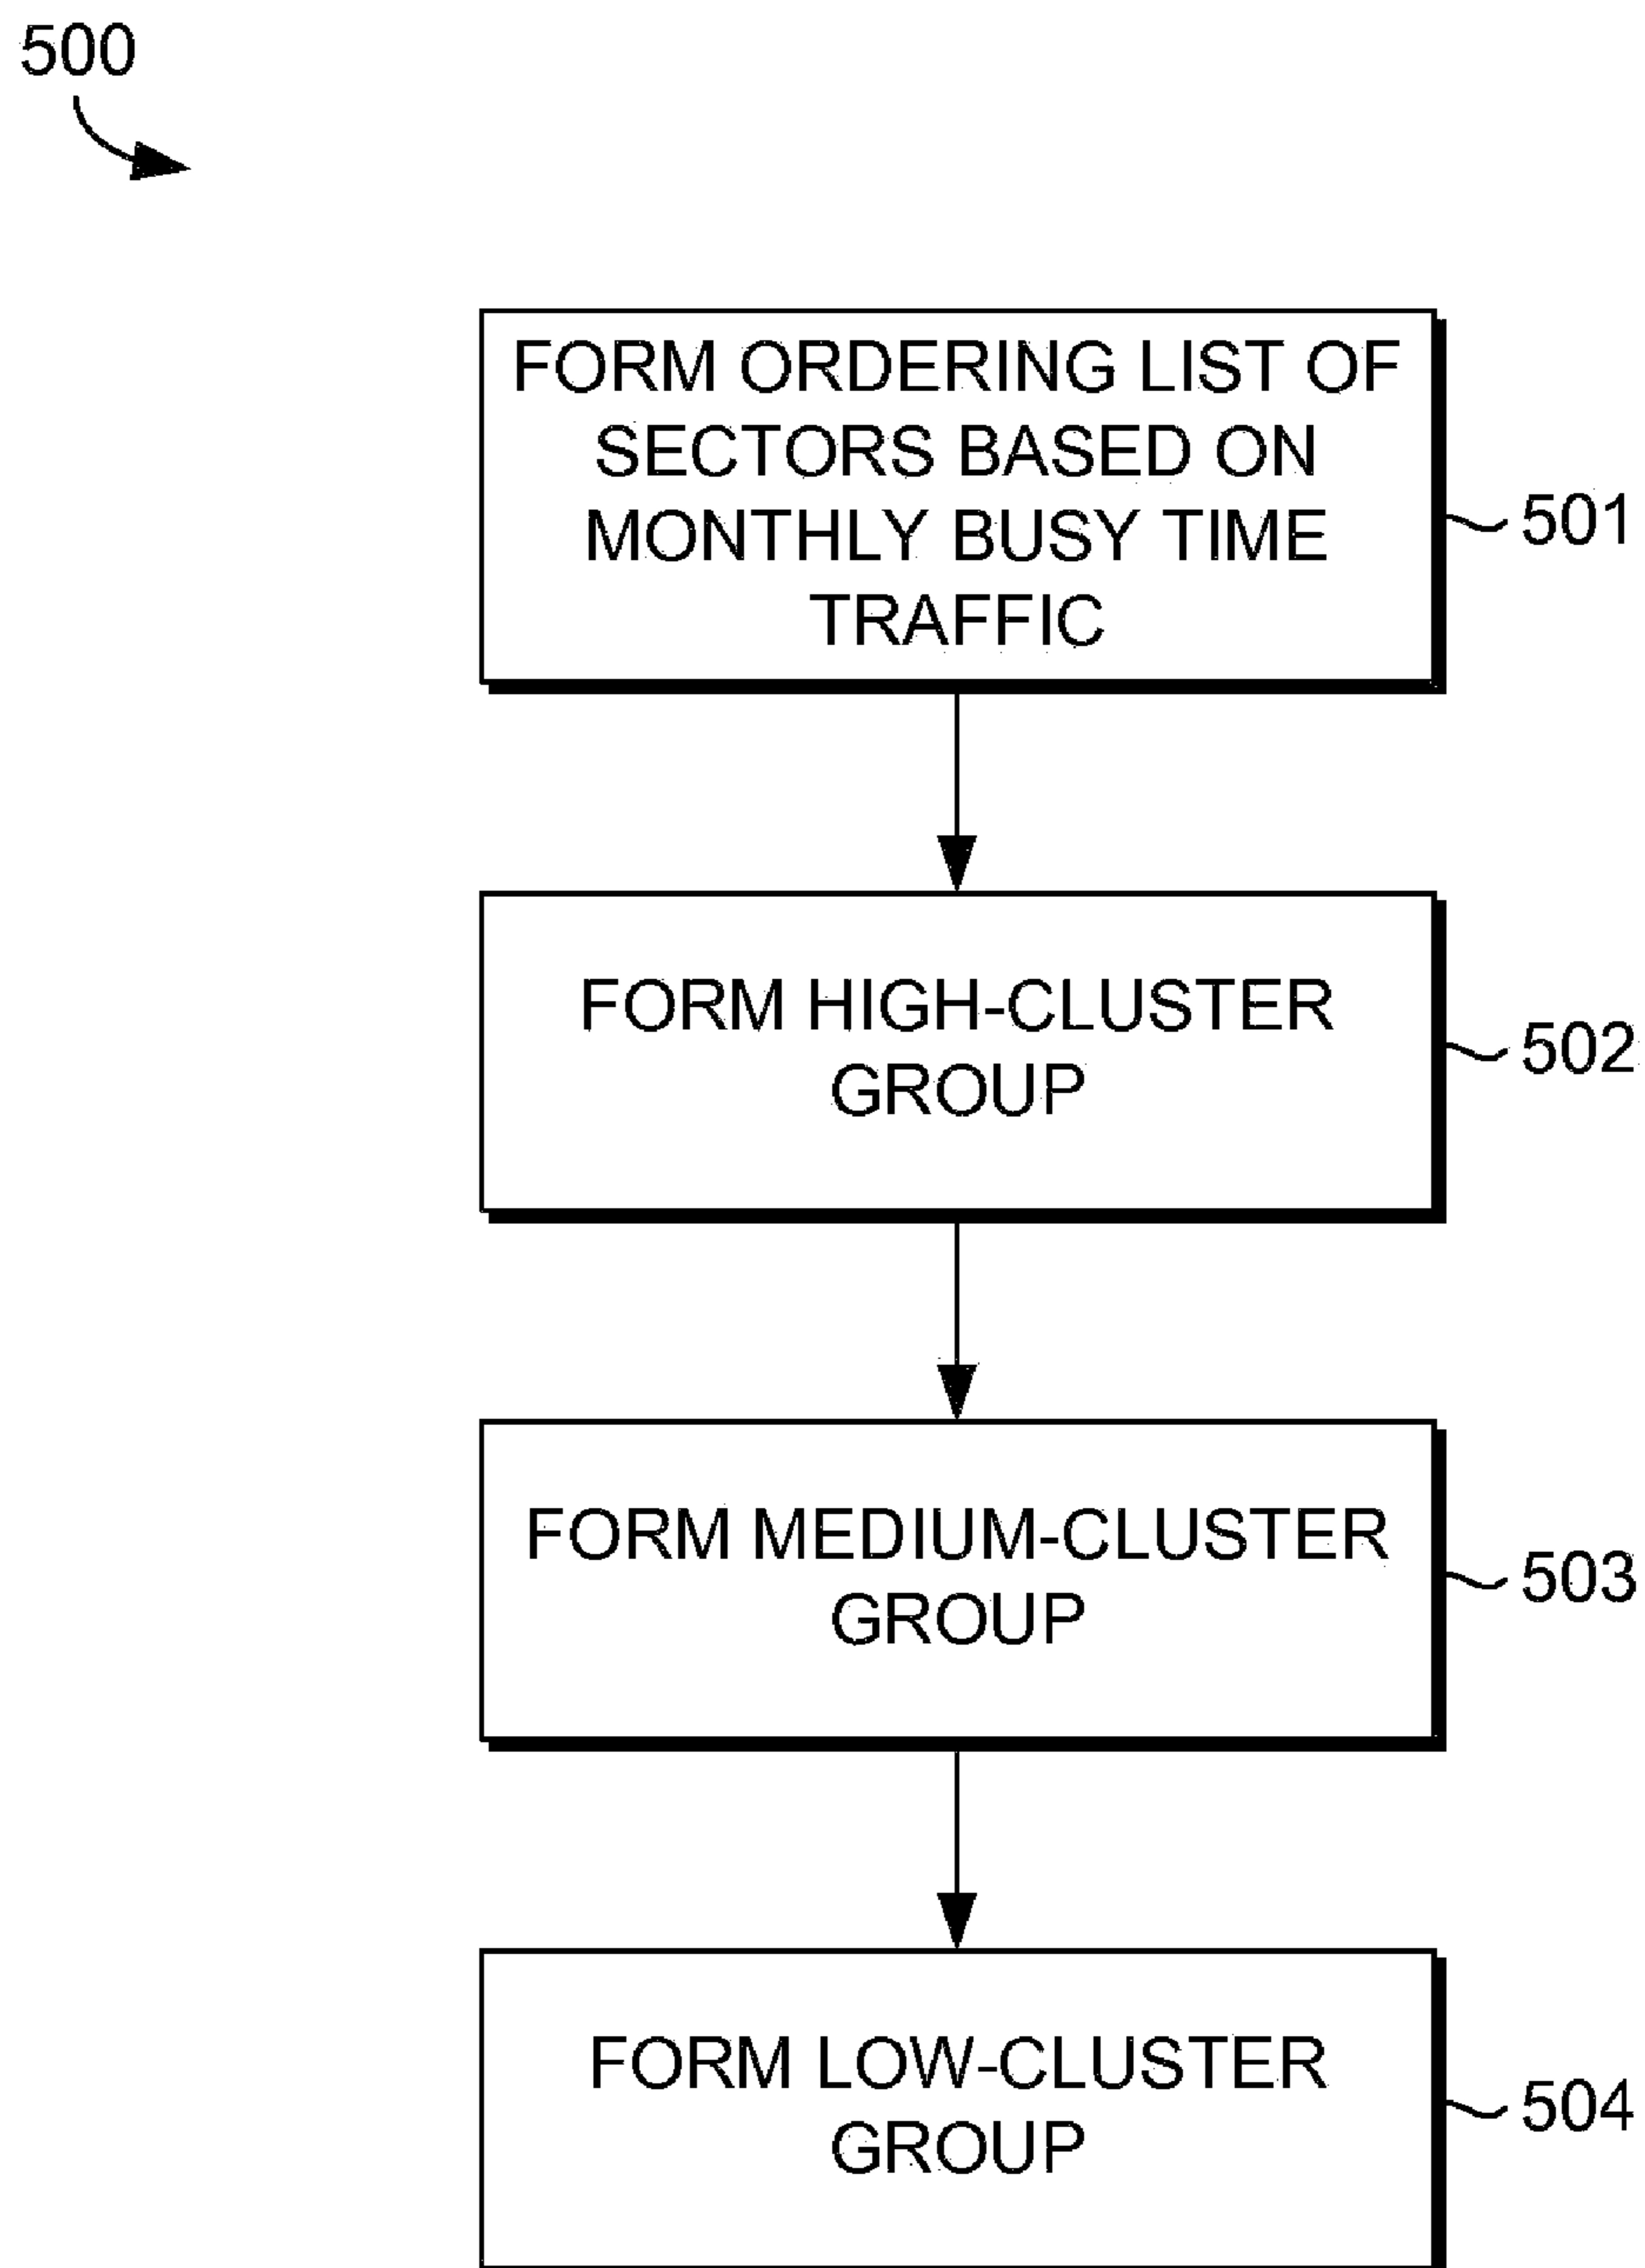 500
FORM ORDERING LIST OF
SECTORS BASED ON
MONTHLY BUSY TIME
TRAFFIC
501
FORM HIGH-CLUSTER
GROUP
502
FORM MEDIUM-CLUSTER
GROUP
503
FORM LOW-CLUSTER
GROUP
504